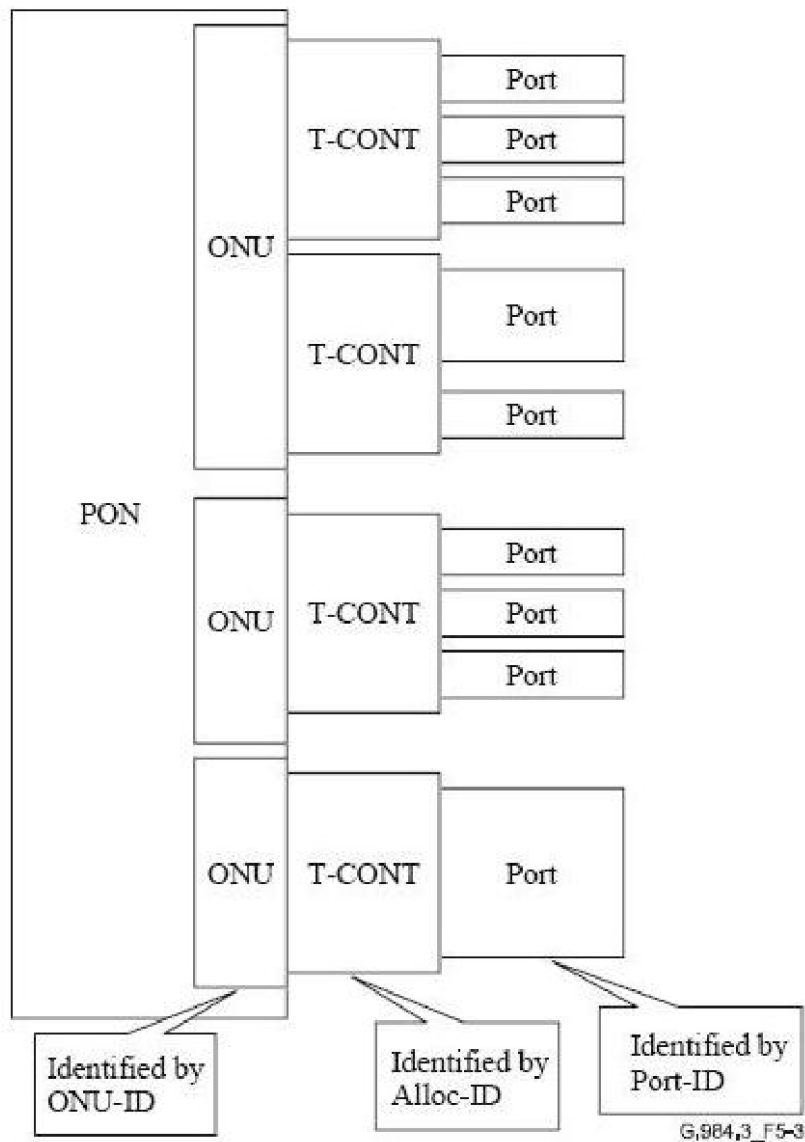 Port
T-CONT
Port
Port
ONU
Port
T-CONT
Port
PON
Port
ONU
T-CONT
Port
Port
ONU
T-CONT
Port
Identified by
ONU-ID
Identified by
Alloc-ID
Identified by
Port-ID
G.984.3_F5-3